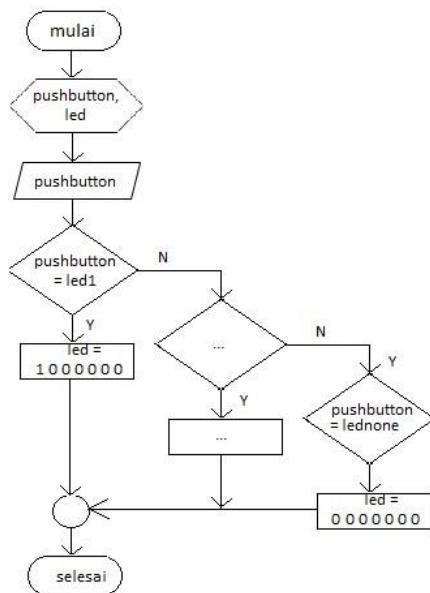 mulai
pushbutton,
led
pushbutton
pushbutton
= led1
N
Y
led =
1 0 0 0 0 0 0
...
N
Y
...
Y
pushbutton
= lednone
led =
0 0 0 0 0 0 0
selesai